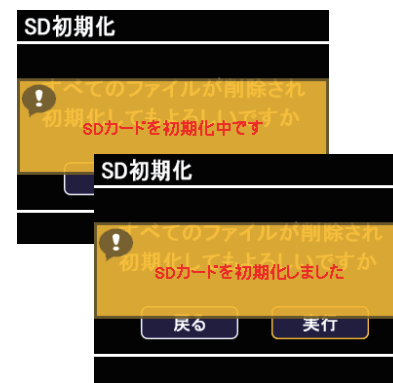 SD初期化
すべてのファイルが削除され
初期化してもよろしいですか
SDカードを初期化中です
SD初期化
すべてのファイルが削除され
初期化してもよろしいですか
SDカードを初期化しました
戻る
実行